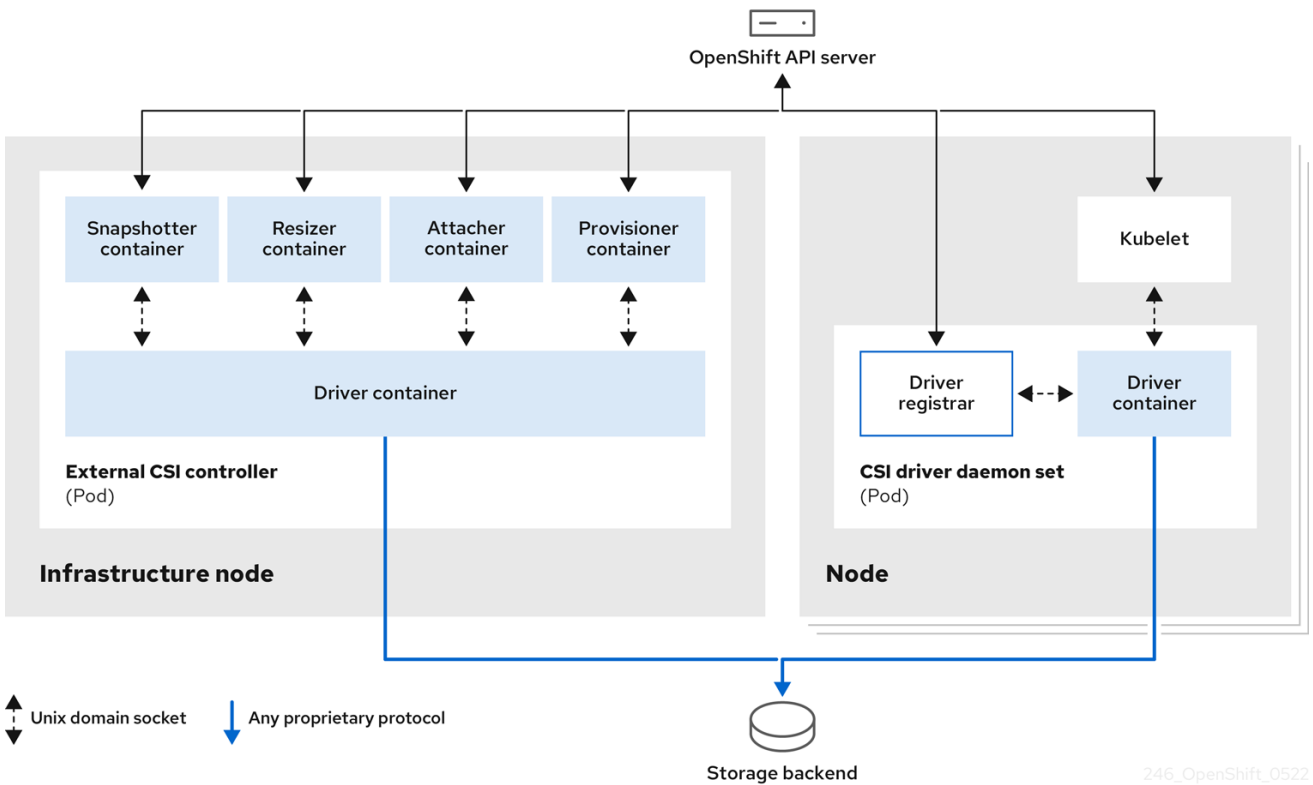 OpenShift API server
Snapshotter
container
Resizer
container
Attacher
container
Provisioner
container
Kubelet
Driver container
Driver
registrar
Driver
container
External CSI controller
(Pod)
CSI driver daemon set
(Pod)
Infrastructure node
Node
Unix domain socket
Any proprietary protocol
Storage backend
246_OpenShift_0522